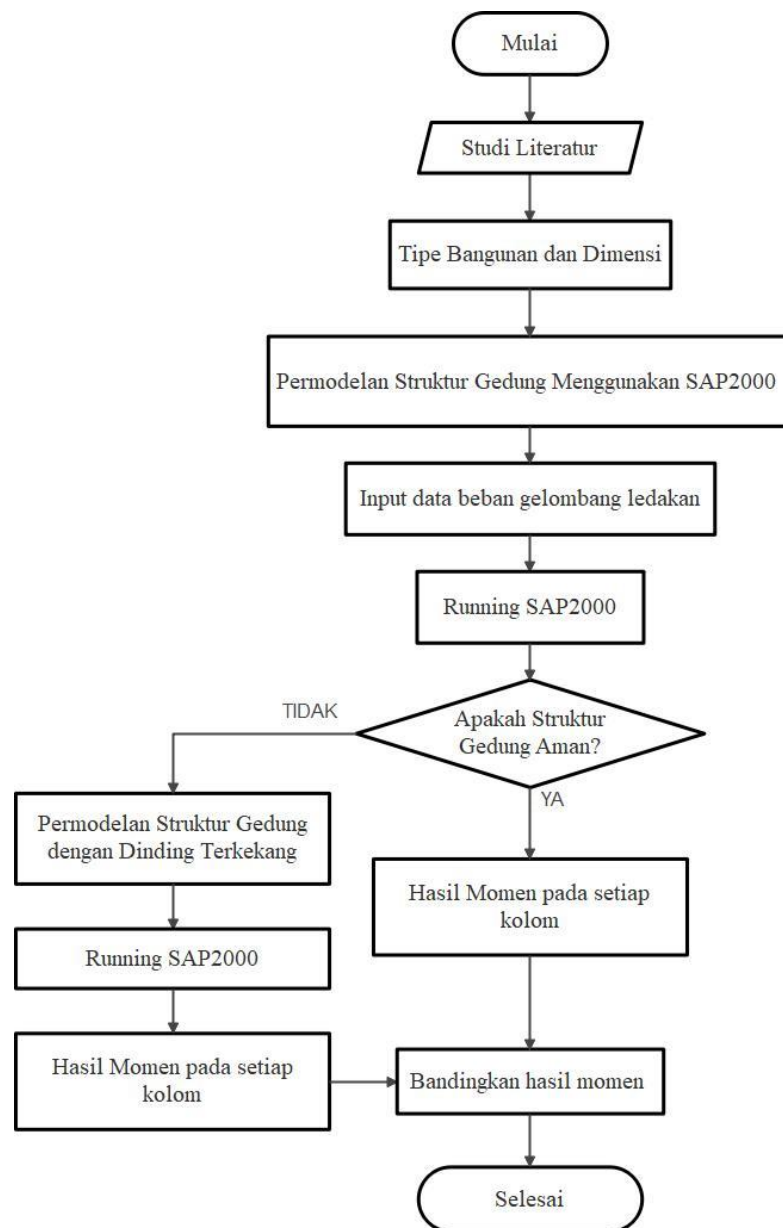 Mulai
Studi Literatur
Tipe Bangunan dan Dimensi
Permodelan Struktur Gedung Menggunakan SAP2000
Input data beban gelombang ledakan
Running SAP2000
Apakah Struktur
Gedung Aman?
TIDAK
YA
Permodelan Struktur Gedung
dengan Dinding Terkekang
Running SAP2000
Hasil Momen pada setiap
kolom
Hasil Momen pada setiap
kolom
Bandingkan hasil momen
Selesai